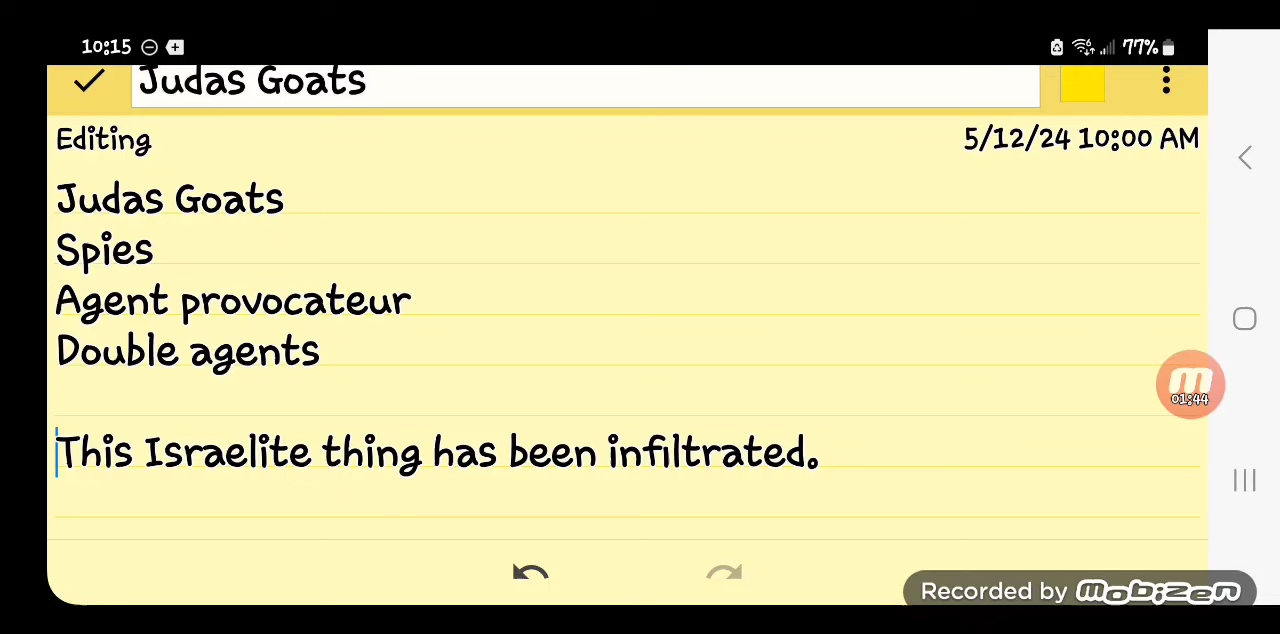 10:15 77%
Judas Goats
Editing 5/12/24 10:00 AM
Judas Goats
Spies
Agent provocateur
Double agents
01:44
This Israelite thing has been infiltrated.
Recorded by mobizen